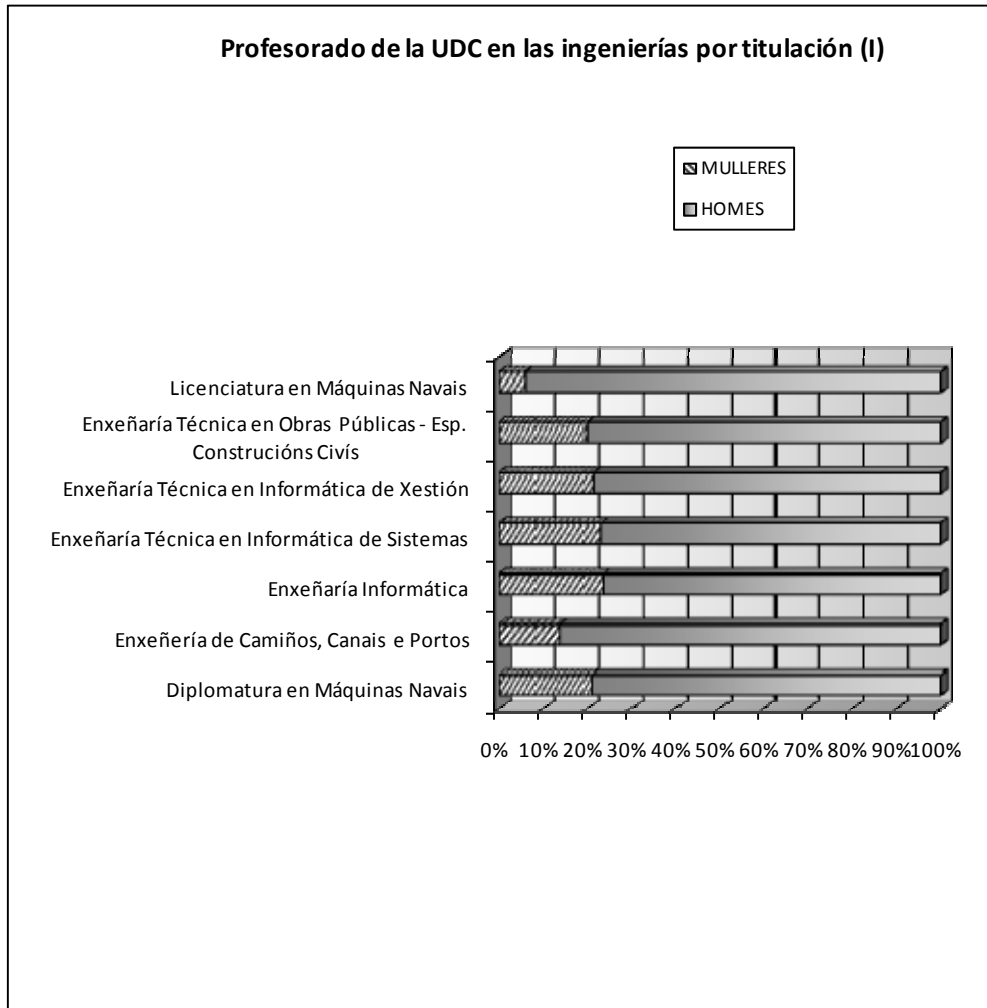 Profesorado de la UDC en las ingenierías por titulación (I)
MULLERES
HOMES
Licenciatura en Máquinas Navais
Enxeñaría Técnica en Obras Públicas - Esp.
Construcións Civís
Enxeñaría Técnica en Informática de Xestión
Enxeñaría Técnica en Informática de Sistemas
Enxeñaría Informática
Enxeñería de Camiños, Canais e Portos
Diplomatura en Máquinas Navais
0% 10% 20% 30% 40% 50% 60% 70% 80% 90% 100%